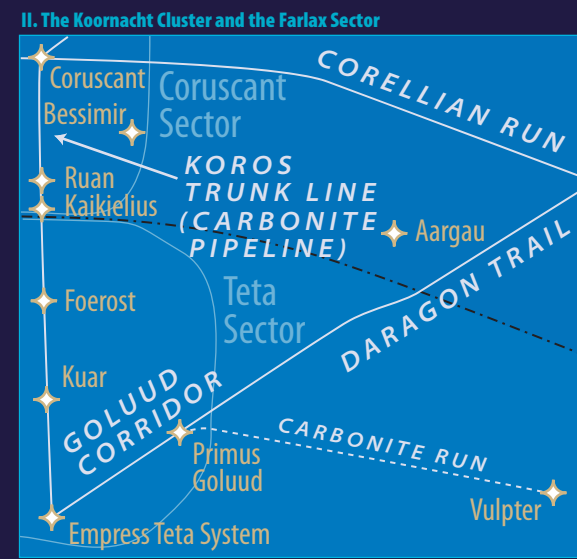 II. The Koornacht Cluster and the Farlax Sector
Coruscant
CORELLIAN RUN
Coruscant
Sector
Bessimir
KOROS
TRUNK LINE
(CARBONITE
PIPELINE)
Ruan
Kaikielius
Aargau
Foerost
Teta
Sector
DARAGON TRAIL
Kuar
GOLUUD
CORRIDOR
CARBONITE RUN
Primus
Goluud
Vulpter
Empress Teta System